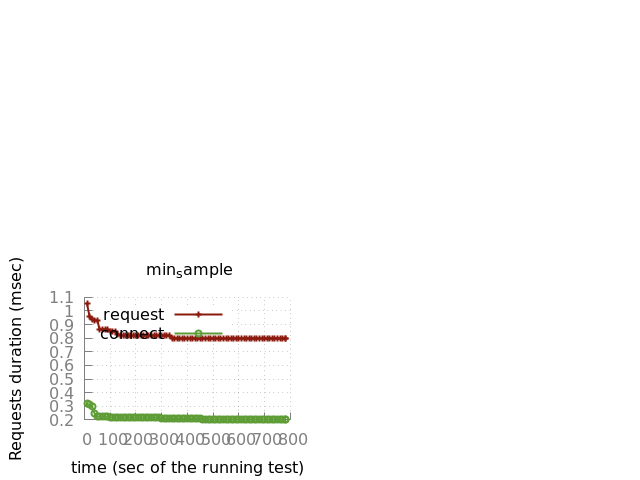 min_sample
Requests duration (msec)
1.1
1
0.9
0.8
0.7
0.6
0.5
0.4
0.3
0.2
request
connect
0 100 200 300 400 500 600 700 800
time (sec of the running test)